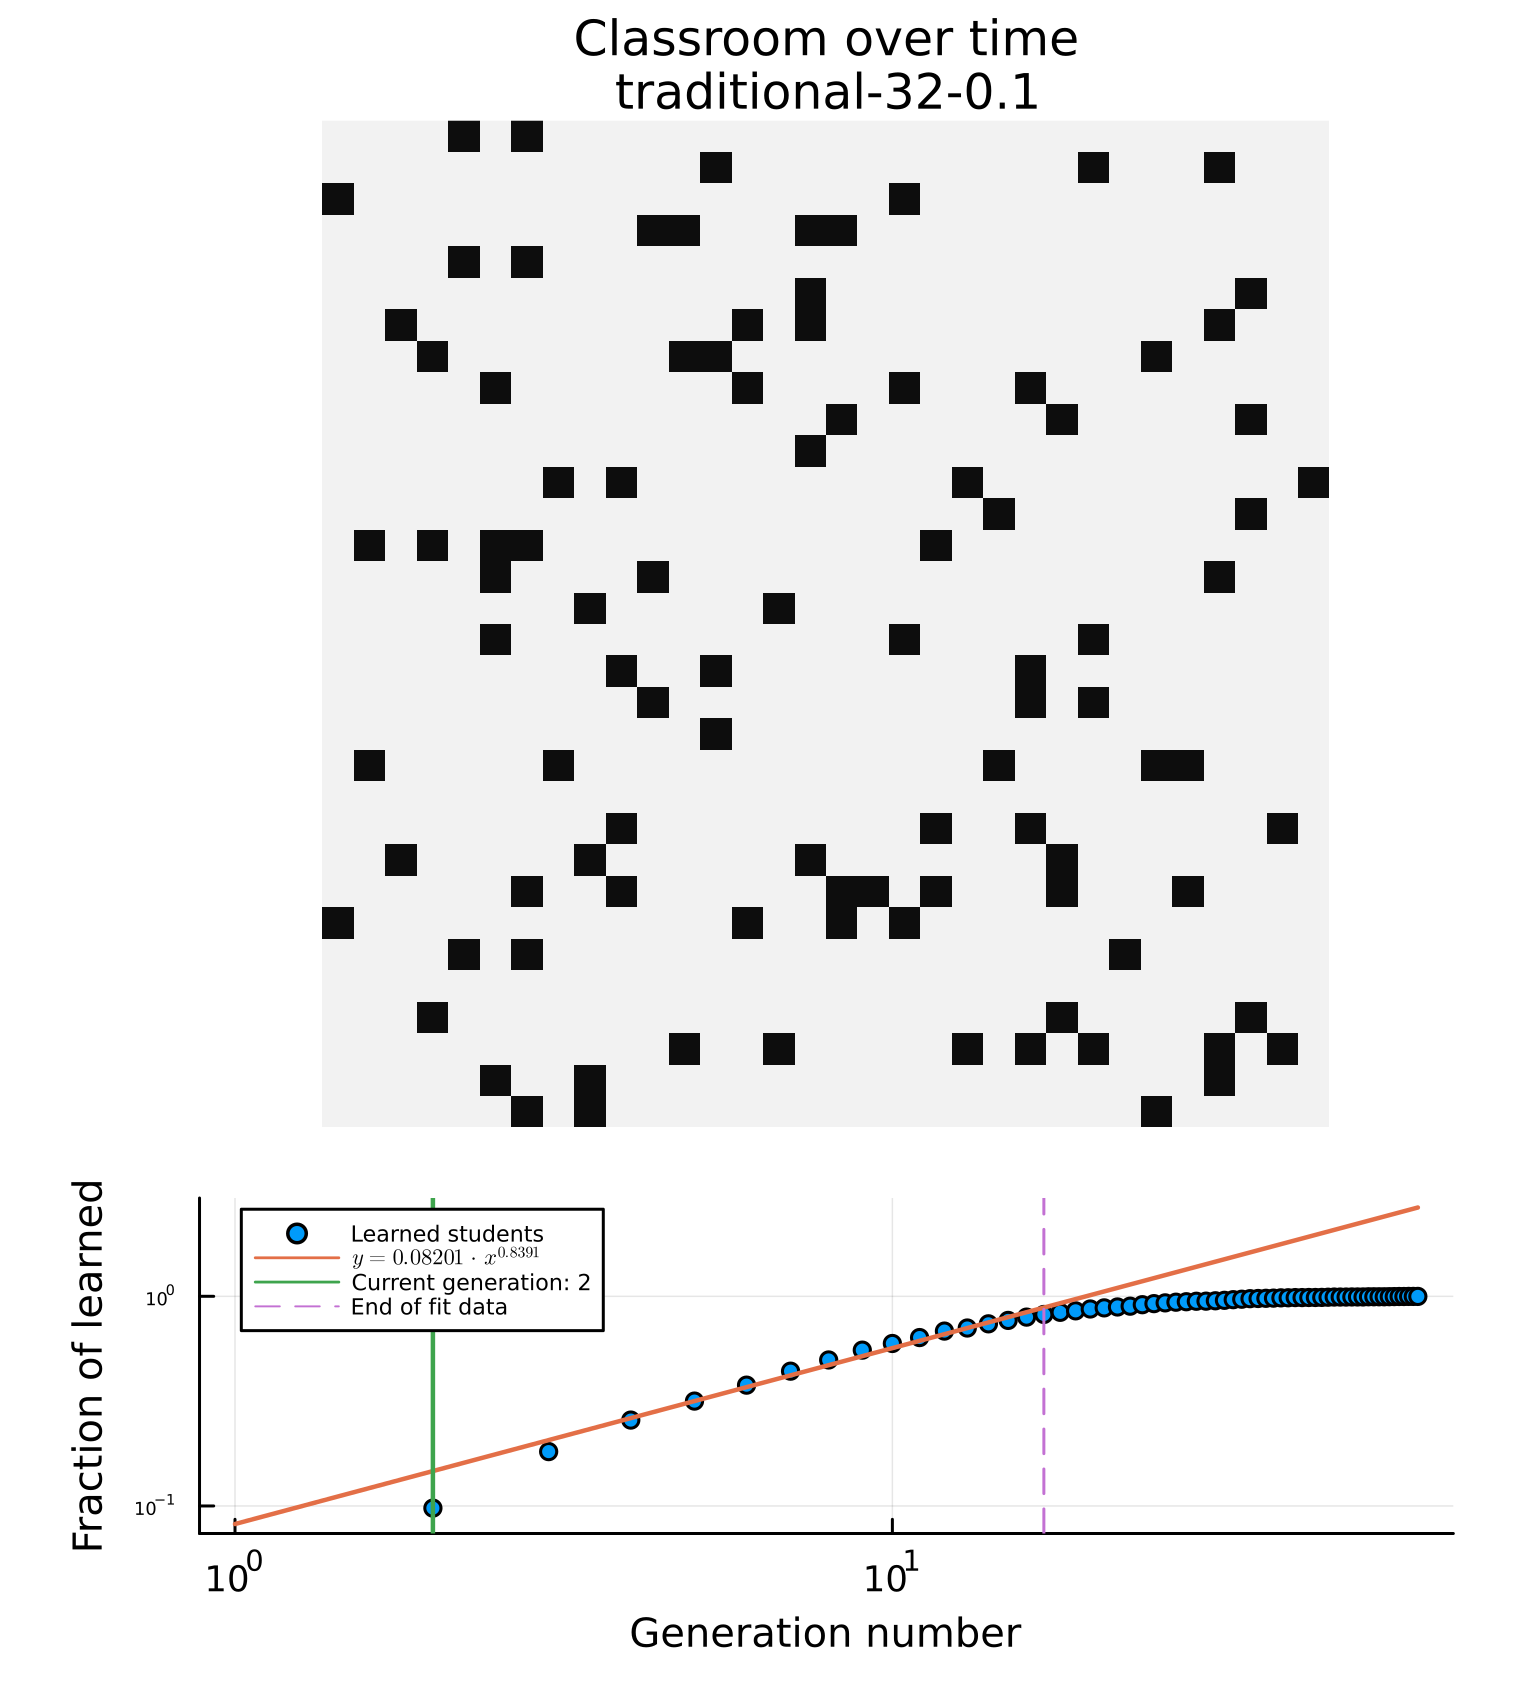 Classroom over time
traditional-32-0.1
Fraction of learned
Learned students
y = 0.08201 · x^0.8391
Current generation: 2
End of fit data
10^0
10^-1
10^0
10^1
Generation number